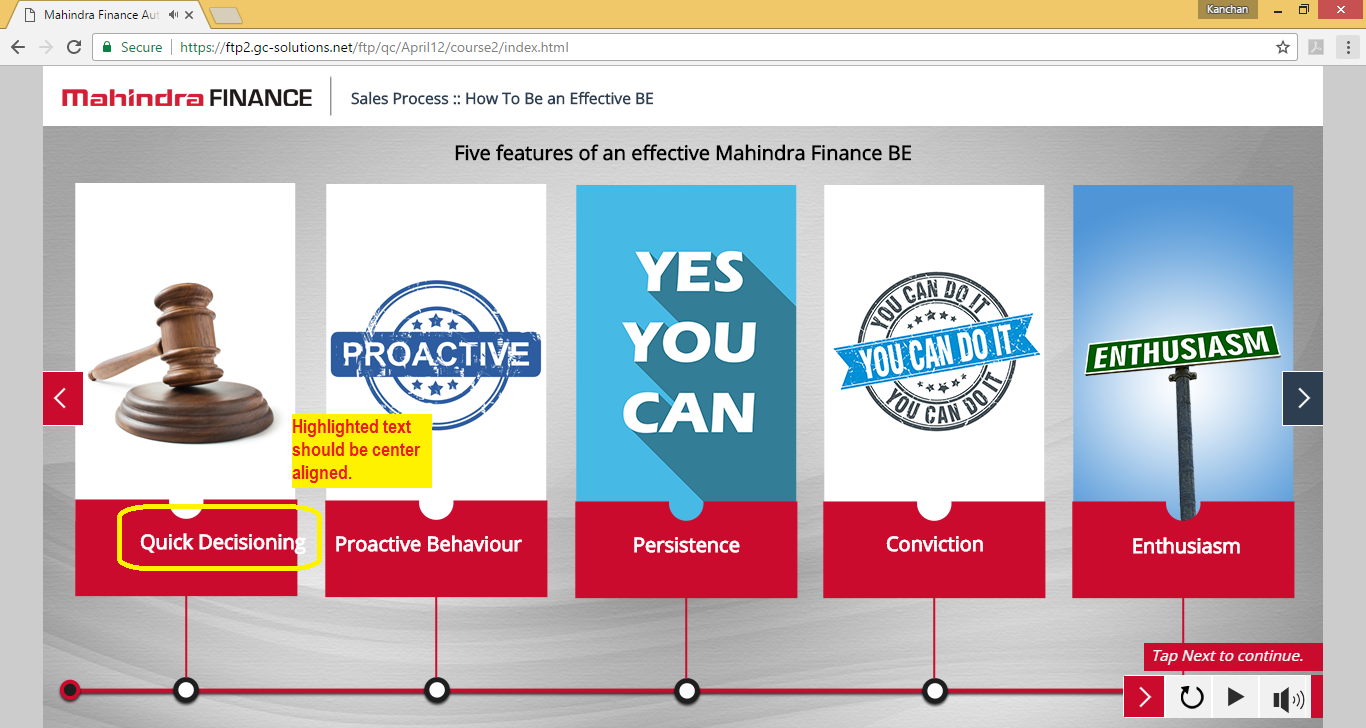 Mahindra Finance Aut
Kanchan
Secure
https://ftp2.gc-solutions.net/ftp/qc/April12/course2/index.html
Mahindra FINANCE
Sales Process :: How To Be an Effective BE
Five features of an effective Mahindra Finance BE
PROACTIVE
YES
YOU
CAN
YOU CAN DO IT
YOU CAN DO IT
YOU CAN DO IT
ENTHUSIASM
Highlighted text
should be center
aligned.
Quick Decisioning
Proactive Behaviour
Persistence
Conviction
Enthusiasm
Tap Next to continue.